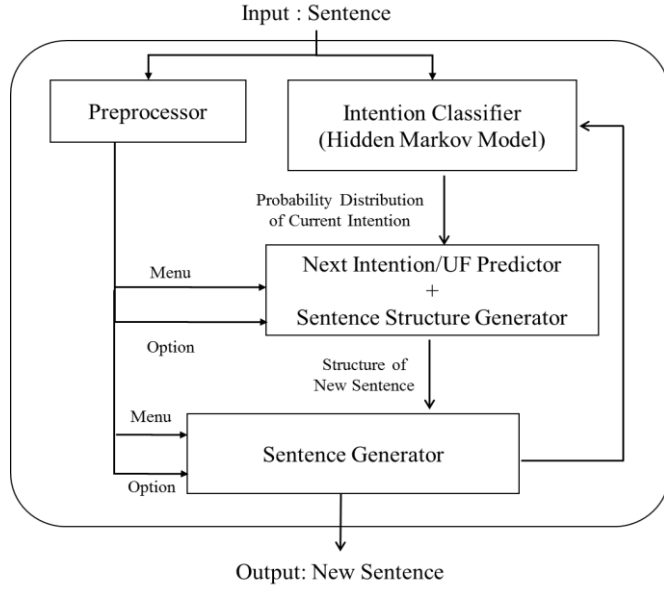 Input : Sentence
Preprocessor
Intention Classifier
(Hidden Markov Model)
Probability Distribution
of Current Intention
Menu
Next Intention/UF Predictor
+
Sentence Structure Generator
Option
Structure of
New Sentence
Menu
Sentence Generator
Option
Output: New Sentence